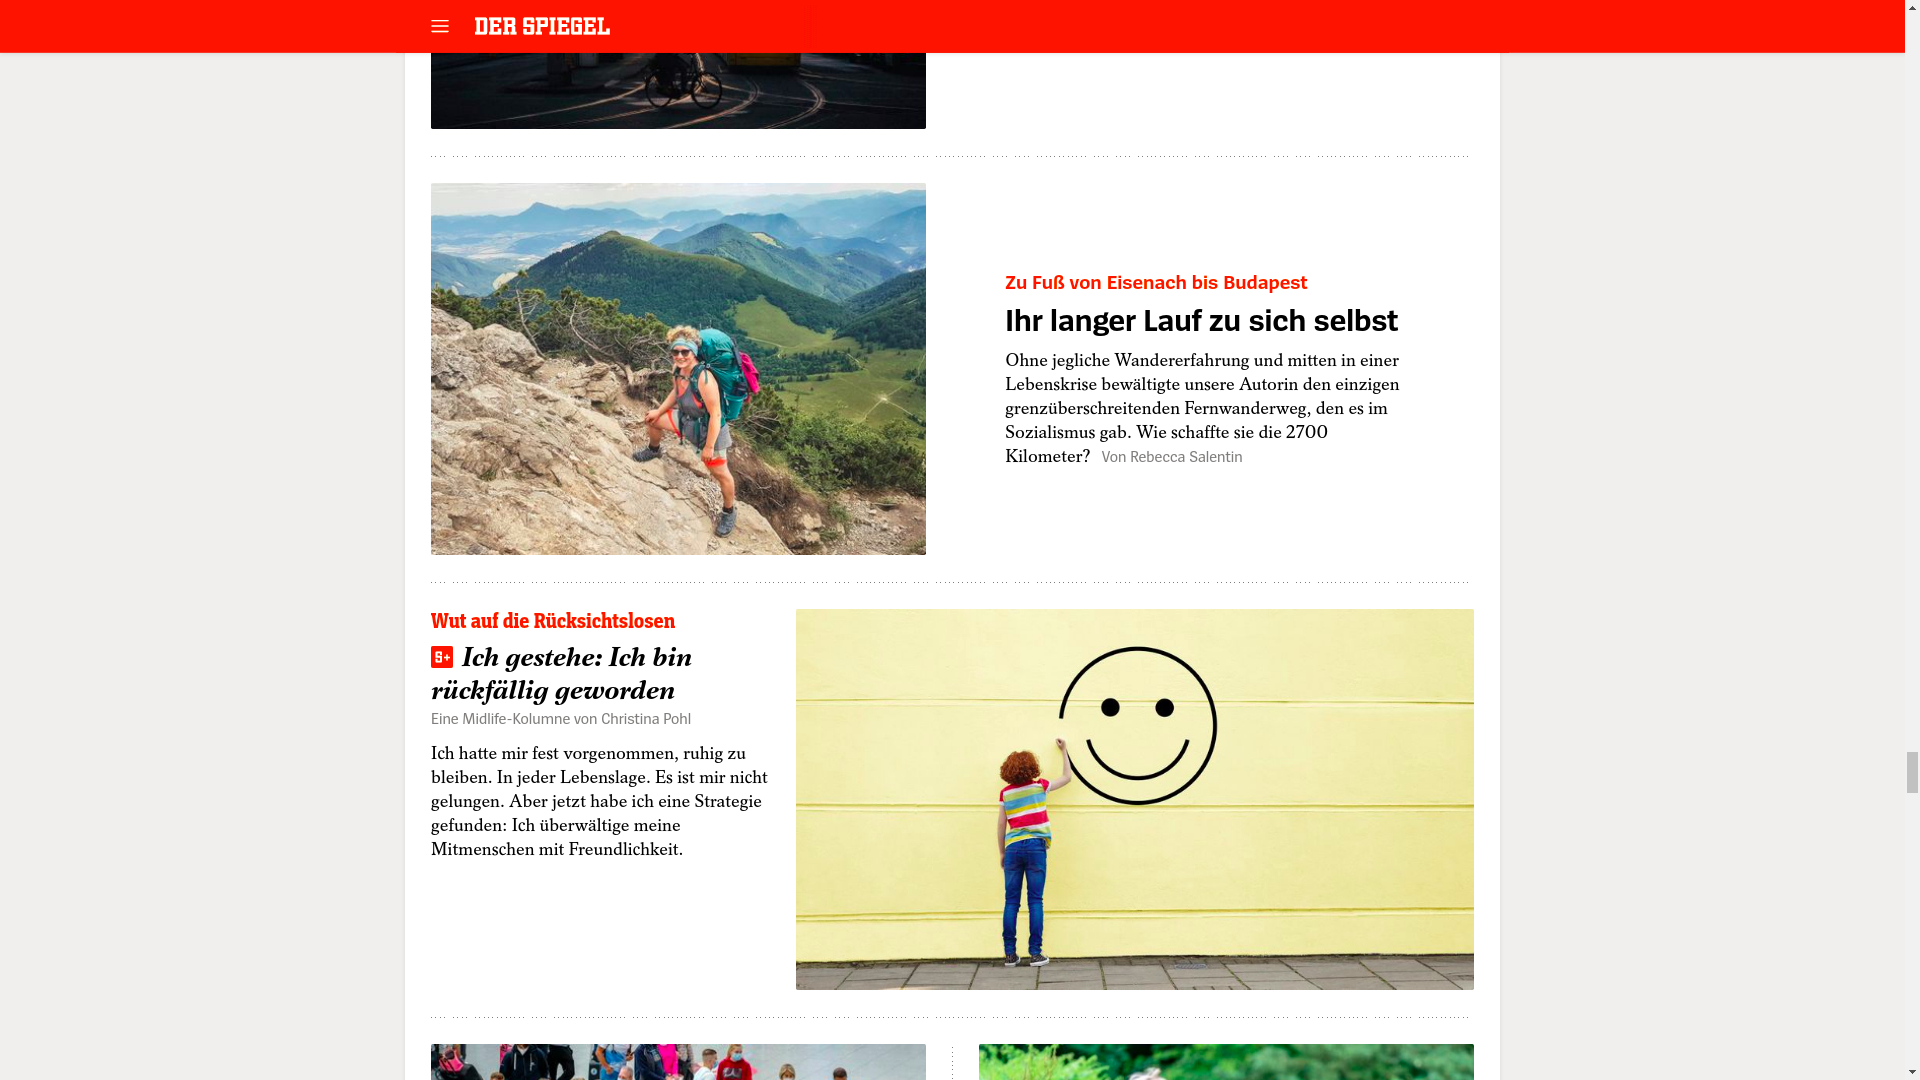 DER SPIEGEL
Zu Fuß von Eisenach bis Budapest
Ihr langer Lauf zu sich selbst
Ohne jegliche Wandererfahrung und mitten in einer
Lebenskrise bewältigte unsere Autorin den einzigen
grenzüberschreitenden Fernwanderweg, den es im
Sozialismus gab. Wie schaffte sie die 2700
Kilometer? Von Rebecca Salentin
Wut auf die Rücksichtslosen
S+ Ich gestehe: Ich bin
rückfällig geworden
Eine Midlife-Kolumne von Christina Pohl
Ich hatte mir fest vorgenommen, ruhig zu
bleiben. In jeder Lebenslage. Es ist mir nicht
gelungen. Aber jetzt habe ich eine Strategie
gefunden: Ich überwältige meine
Mitmenschen mit Freundlichkeit.